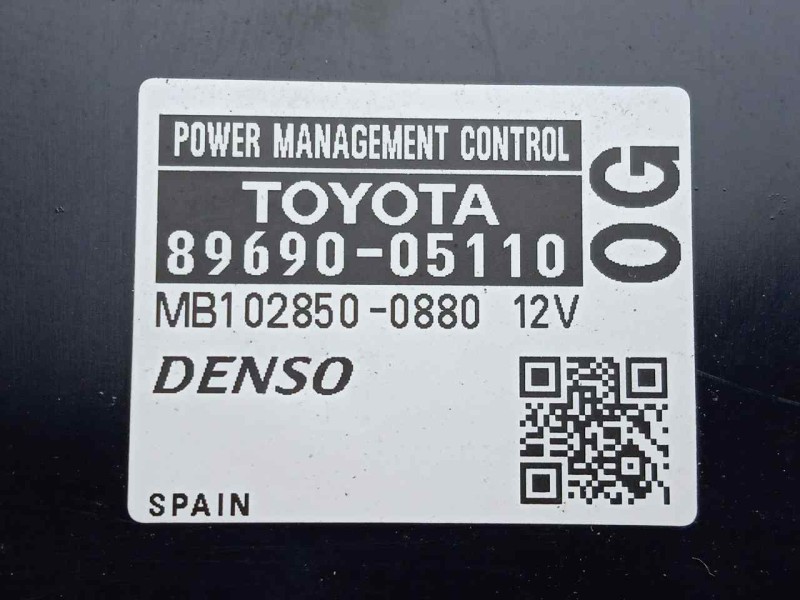 POWER MANAGEMENT CONTROL
TOYOTA
89690-05110
0G
MB102850-0880 12V
DENSO
SPAIN